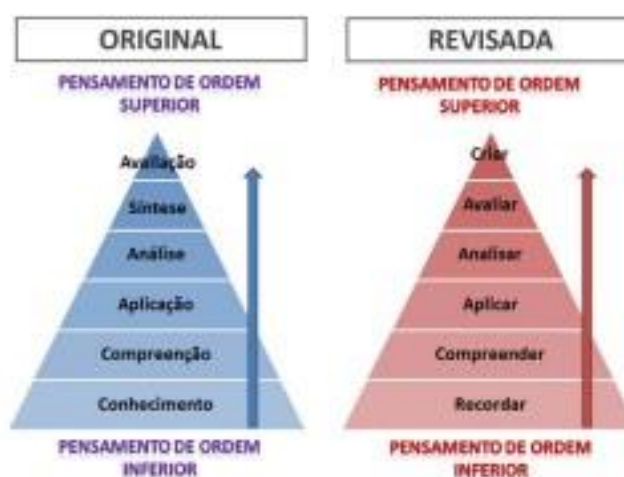 ORIGINAL
PENSAMENTO DE ORDEM
SUPERIOR
Avaliação
Síntese
Análise
Aplicação
Compreenção
Conhecimento
PENSAMENTO DE ORDEM
INFERIOR
REVISADA
PENSAMENTO DE ORDEM
SUPERIOR
Criar
Avaliar
Analisar
Aplicar
Compreender
Recordar
PENSAMENTO DE ORDEM
INFERIOR